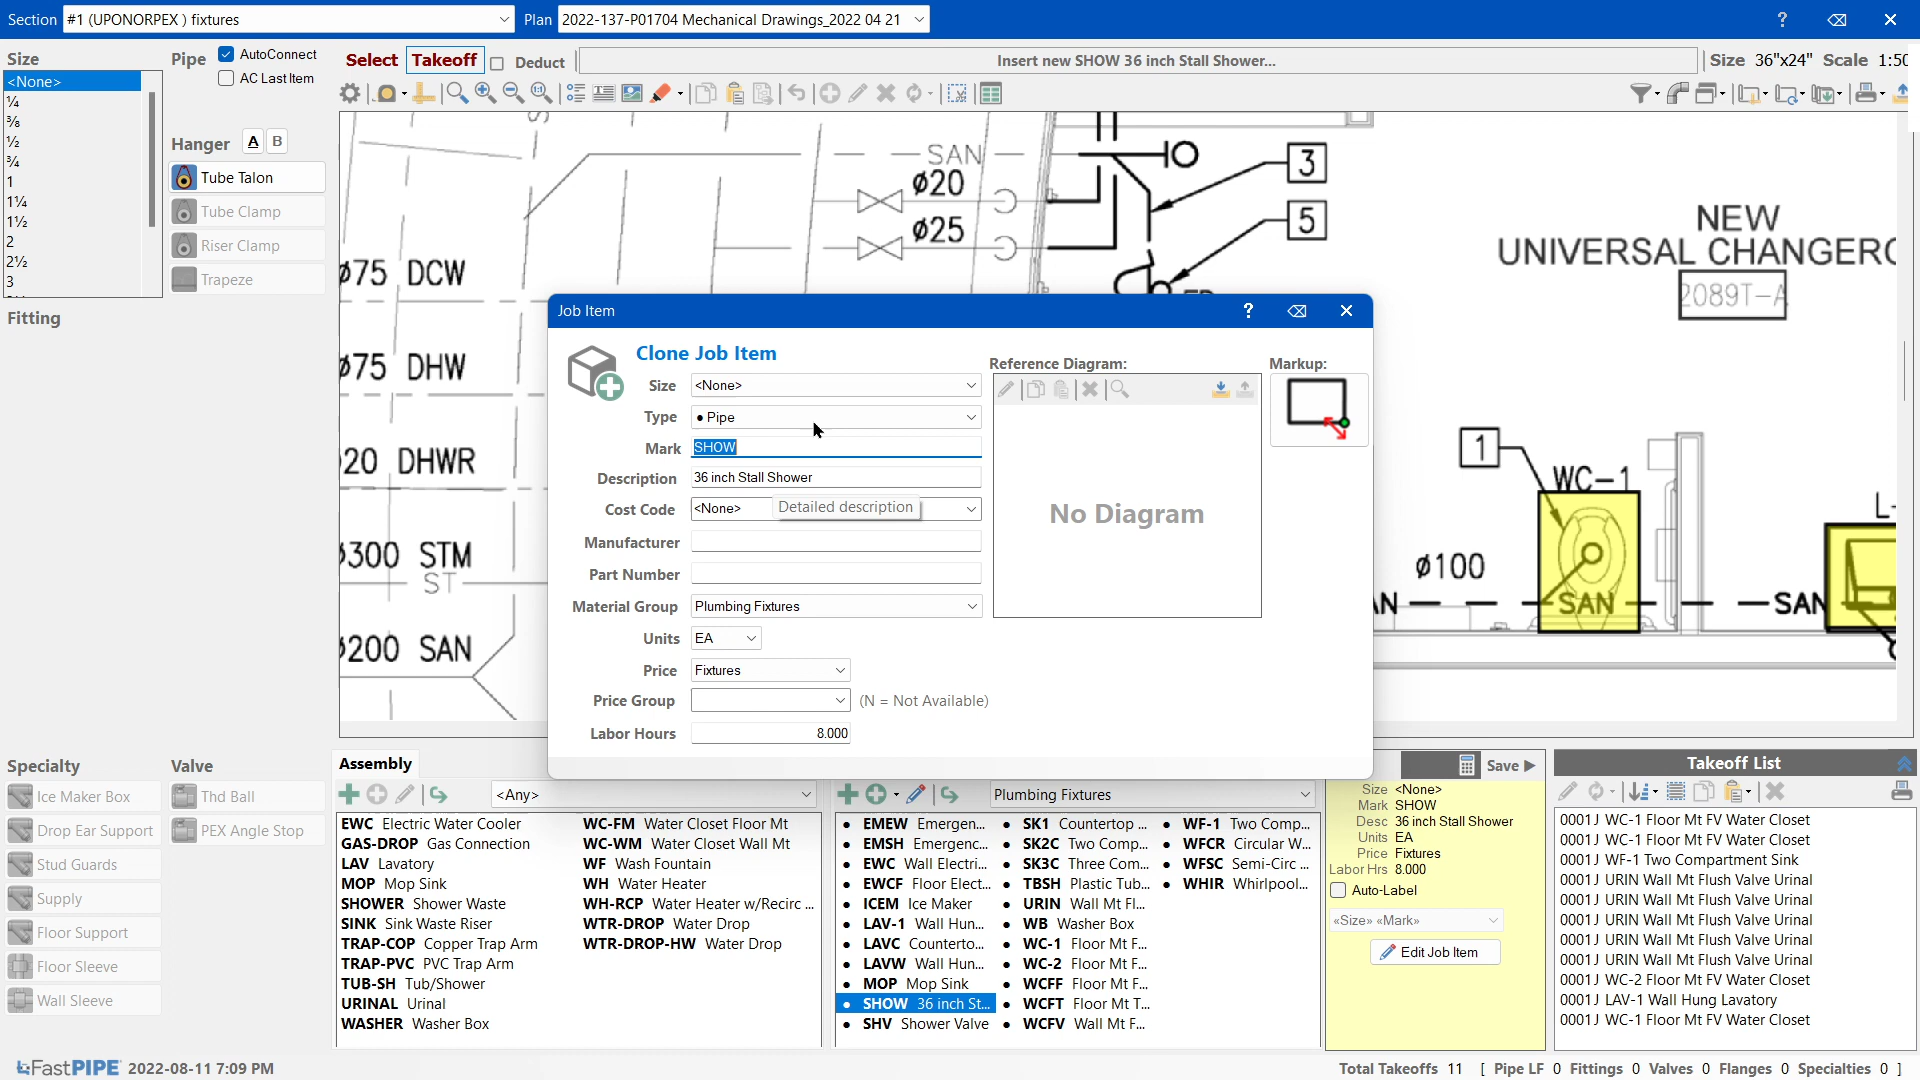 Section #1 (UPONORPEX ) fixtures Plan 2022-137-P01704 Mechanical Drawings_2022 04 21 ?
Size
<None>
¼
⅜
½
¾
1
1¼
1½
2
2½
3
Pipe AutoConnect
AC Last Item
Hanger A B
Tube Talon
Tube Clamp
Riser Clamp
Trapeze
Fitting
Select Takeoff Deduct Insert new SHOW 36 inch Stall Shower... Size 36"x24" Scale 1:50
SAN
ø20
ø25
3
5
ø75 DCW
ø75 DHW
20 DHWR
ø300 STM
ST
ø200 SAN
NEW
UNIVERSAL CHANGERO
2089T-A
1
WC-1
L-
ø100
SAN
SAN
Job Item ?
Clone Job Item
Size <None>
Type • Pipe
Mark SHOW
Description 36 inch Stall Shower
Cost Code <None>
Detailed description
Manufacturer
Part Number
Material Group Plumbing Fixtures
Units EA
Price Fixtures
Price Group (N = Not Available)
Labor Hours 8.000
Reference Diagram:
No Diagram
Markup:
Specialty
Ice Maker Box
Drop Ear Support
Stud Guards
Supply
Floor Support
Floor Sleeve
Wall Sleeve
Valve
Thd Ball
PEX Angle Stop
Assembly
<Any>
EWC Electric Water Cooler
GAS-DROP Gas Connection
LAV Lavatory
MOP Mop Sink
SHOWER Shower Waste
SINK Sink Waste Riser
TRAP-COP Copper Trap Arm
TRAP-PVC PVC Trap Arm
TUB-SH Tub/Shower
URINAL Urinal
WASHER Washer Box
WC-FM Water Closet Floor Mt
WC-WM Water Closet Wall Mt
WF Wash Fountain
WH Water Heater
WH-RCP Water Heater w/Recirc ...
WTR-DROP Water Drop
WTR-DROP-HW Water Drop
Plumbing Fixtures
• EMEW Emergen...
• EMSH Emergenc...
• EWC Wall Electri...
• EWCF Floor Elect...
• ICEM Ice Maker
• LAV-1 Wall Hun...
• LAVC Counterto...
• LAVW Wall Hun...
• MOP Mop Sink
• SHOW 36 inch St...
• SHV Shower Valve
• SK1 Countertop ...
• SK2C Two Comp...
• SK3C Three Com...
• TBSH Plastic Tub...
• URIN Wall Mt Fl...
• WB Washer Box
• WC-1 Floor Mt F...
• WC-2 Floor Mt F...
• WCFF Floor Mt F...
• WCFT Floor Mt T...
• WCFV Wall Mt F...
• WF-1 Two Comp...
• WFCR Circular W...
• WFSC Semi-Circ ...
• WHIR Whirlpool...
Save
Size <None>
Mark SHOW
Desc 36 inch Stall Shower
Units EA
Price Fixtures
Labor Hrs 8.000
Auto-Label
«Size» «Mark»
Edit Job Item
Takeoff List
0001J WC-1 Floor Mt FV Water Closet
0001J WC-1 Floor Mt FV Water Closet
0001J WF-1 Two Compartment Sink
0001J URIN Wall Mt Flush Valve Urinal
0001J URIN Wall Mt Flush Valve Urinal
0001J URIN Wall Mt Flush Valve Urinal
0001J URIN Wall Mt Flush Valve Urinal
0001J URIN Wall Mt Flush Valve Urinal
0001J WC-2 Floor Mt FV Water Closet
0001J LAV-1 Wall Hung Lavatory
0001J WC-1 Floor Mt FV Water Closet
FastPIPE 2022-08-11 7:09 PM
Total Takeoffs 11 [ Pipe LF 0 Fittings 0 Valves 0 Flanges 0 Specialties 0 ]